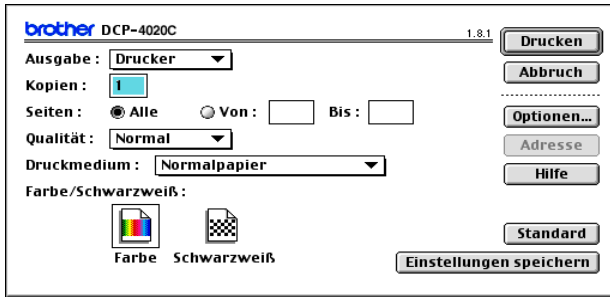 brother DCP-4020C 1.8.1 Drucken
Ausgabe : Drucker
Abbruch
Kopien : 1
Seiten : Alle Von : Bis : Optionen...
Qualität : Normal Adresse
Druckmedium : Normalpapier Hilfe
Farbe/Schwarzweiß :
Standard
Farbe Schwarzweiß Einstellungen speichern